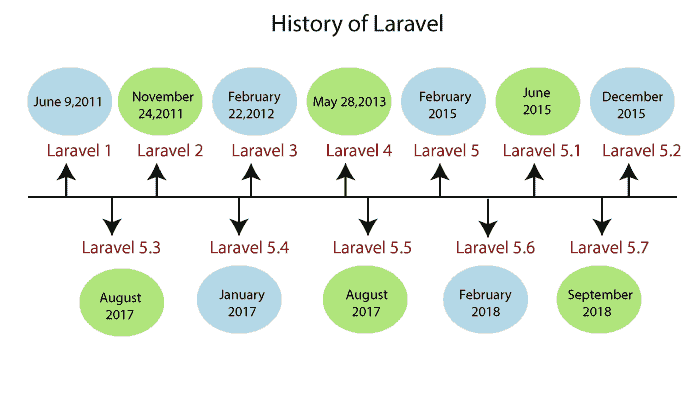 History of Laravel
June 9,2011
November
24,2011
February
22,2012
May 28,2013
February
2015
June
2015
December
2015
Laravel 1
Laravel 2
Laravel 3
Laravel 4
Laravel 5
Laravel 5.1
Laravel 5.2
Laravel 5.3
Laravel 5.4
Laravel 5.5
Laravel 5.6
Laravel 5.7
August
2017
January
2017
August
2017
February
2018
September
2018